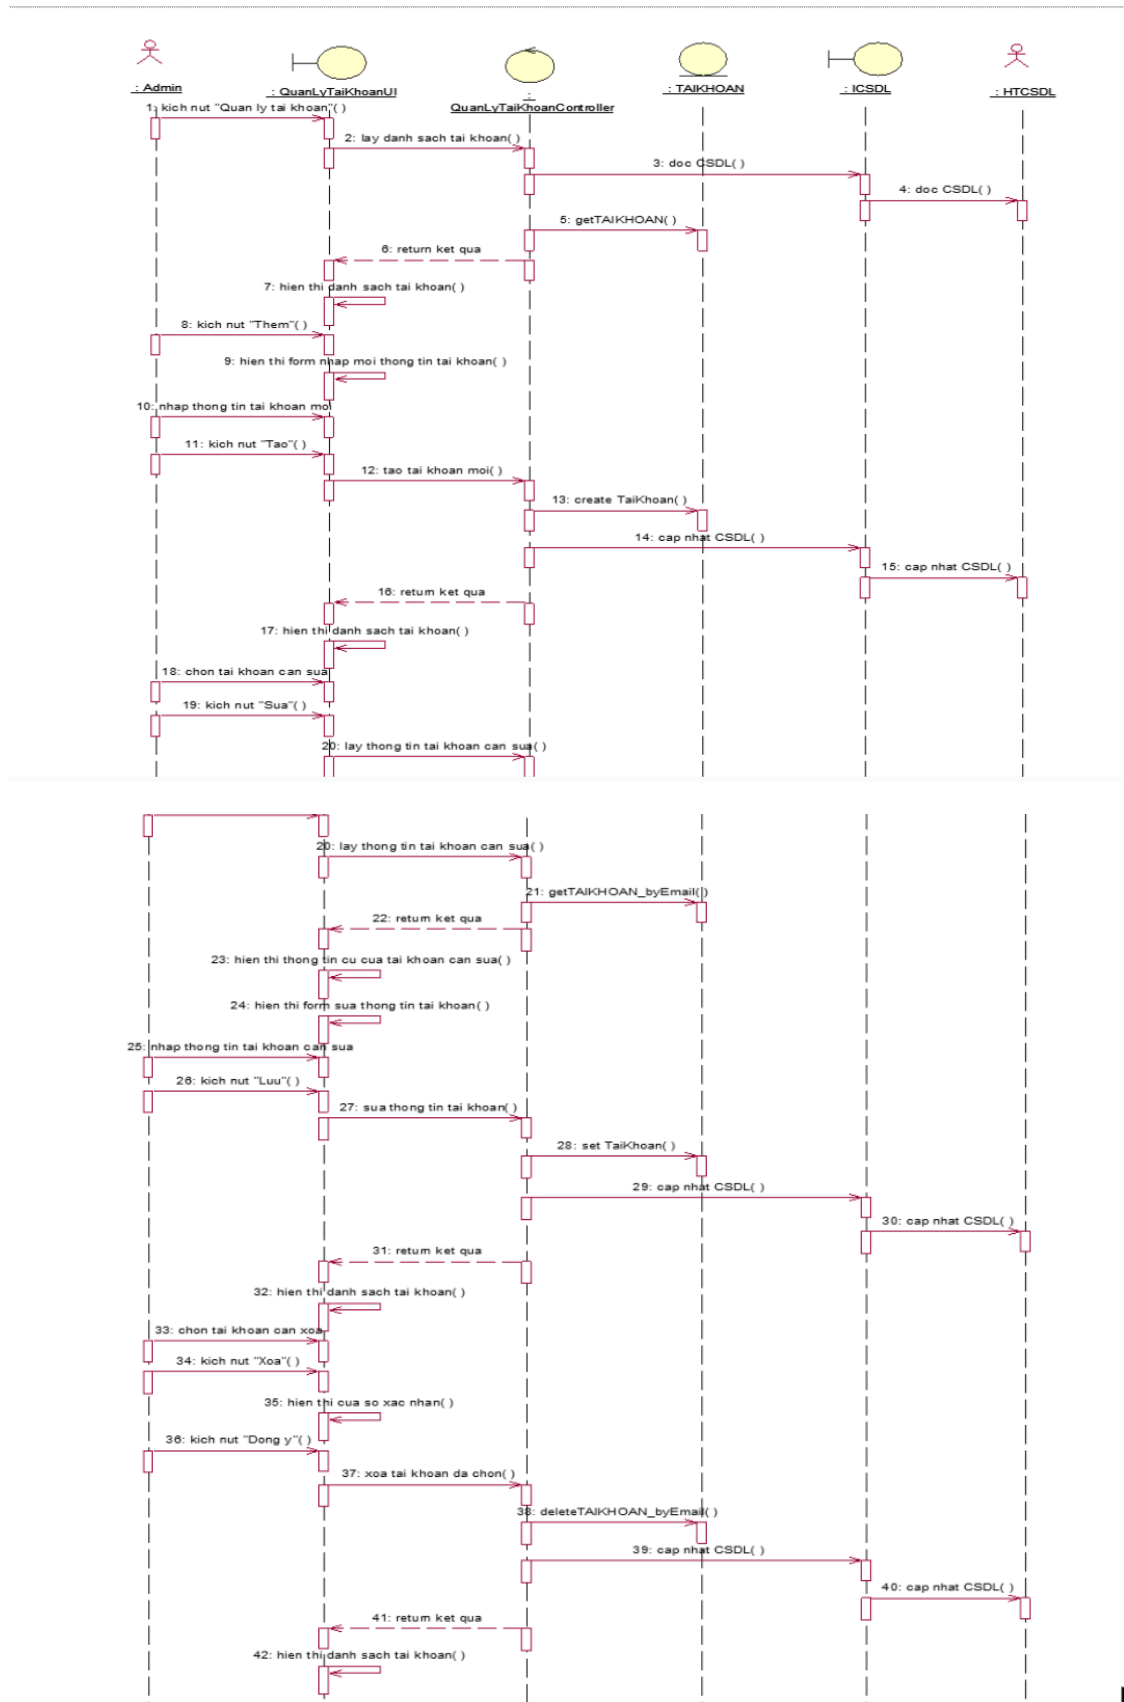 : Admin
: QuanLyTaiKhoanUI
:
QuanLyTaiKhoanController
: TAIKHOAN
: ICSDL
: HTCSDL
1: kich nut "Quan ly tai khoan"( )
2: lay danh sach tai khoan( )
3: doc CSDL( )
4: doc CSDL( )
5: getTAIKHOAN( )
6: return ket qua
7: hien thi danh sach tai khoan( )
8: kich nut "Them"( )
9: hien thi form nhap moi thong tin tai khoan( )
10: nhap thong tin tai khoan moi
11: kich nut "Tao"( )
12: tao tai khoan moi( )
13: create TaiKhoan( )
14: cap nhat CSDL( )
15: cap nhat CSDL( )
16: return ket qua
17: hien thi danh sach tai khoan( )
18: chon tai khoan can sua
19: kich nut "Sua"( )
20: lay thong tin tai khoan can sua( )
20: lay thong tin tai khoan can sua( )
21: getTAIKHOAN_byEmail( )
22: return ket qua
23: hien thi thong tin cu cua tai khoan can sua( )
24: hien thi form sua thong tin tai khoan( )
25: nhap thong tin tai khoan can sua
26: kich nut "Luu"( )
27: sua thong tin tai khoan( )
28: set TaiKhoan( )
29: cap nhat CSDL( )
30: cap nhat CSDL( )
31: return ket qua
32: hien thi danh sach tai khoan( )
33: chon tai khoan can xoa
34: kich nut "Xoa"( )
35: hien thi cua so xac nhan( )
36: kich nut "Dong y"( )
37: xoa tai khoan da chon( )
38: deleteTAIKHOAN_byEmail( )
39: cap nhat CSDL( )
40: cap nhat CSDL( )
41: return ket qua
42: hien thi danh sach tai khoan( )